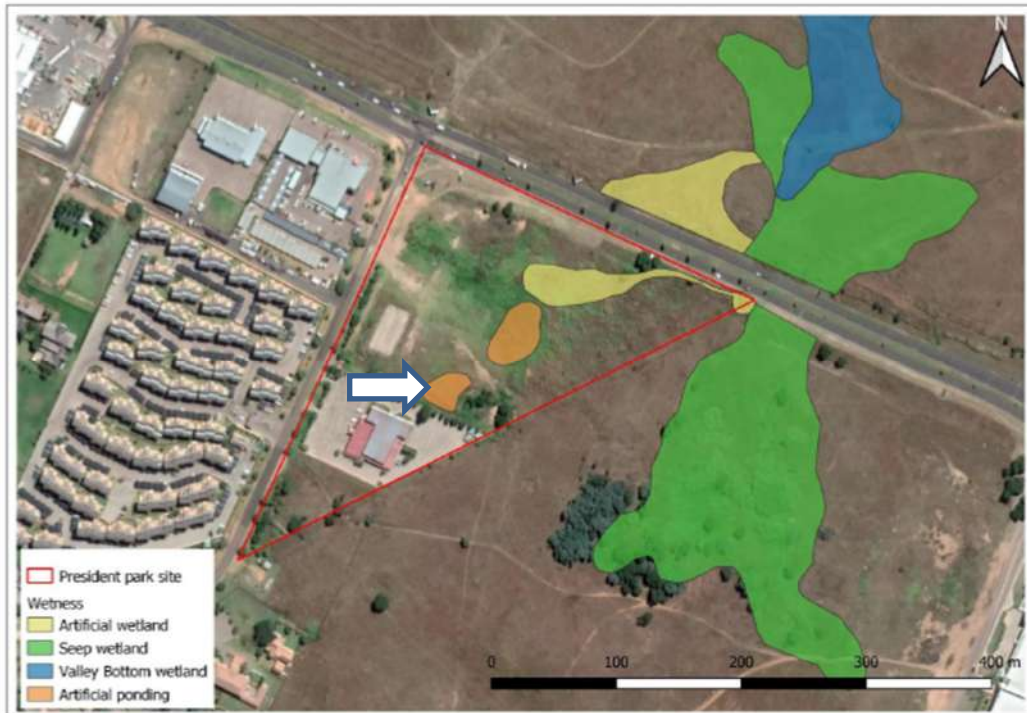 N
President park site
Wetness
Artificial wetland
Seep wetland
Valley Bottom wetland
Artificial ponding
0 100 200 300 400 m